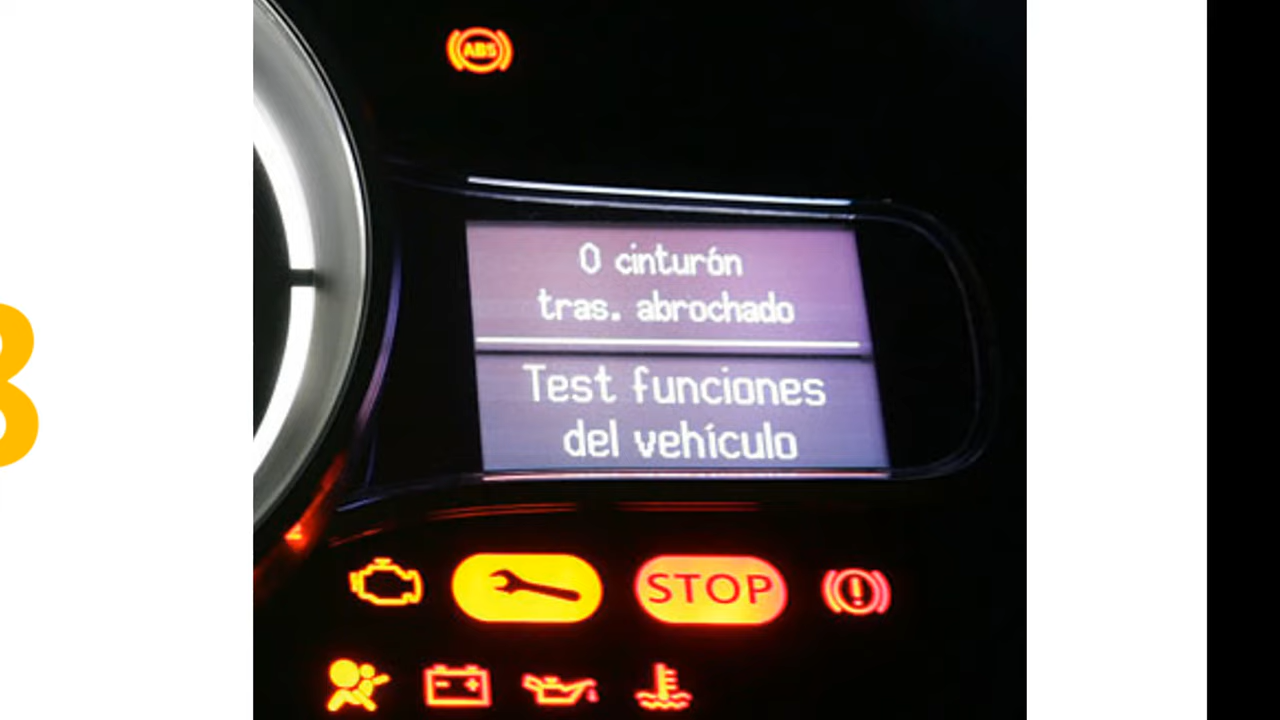 ABS
0 cinturón
tras. abrochado
Test funciones
del vehículo
STOP